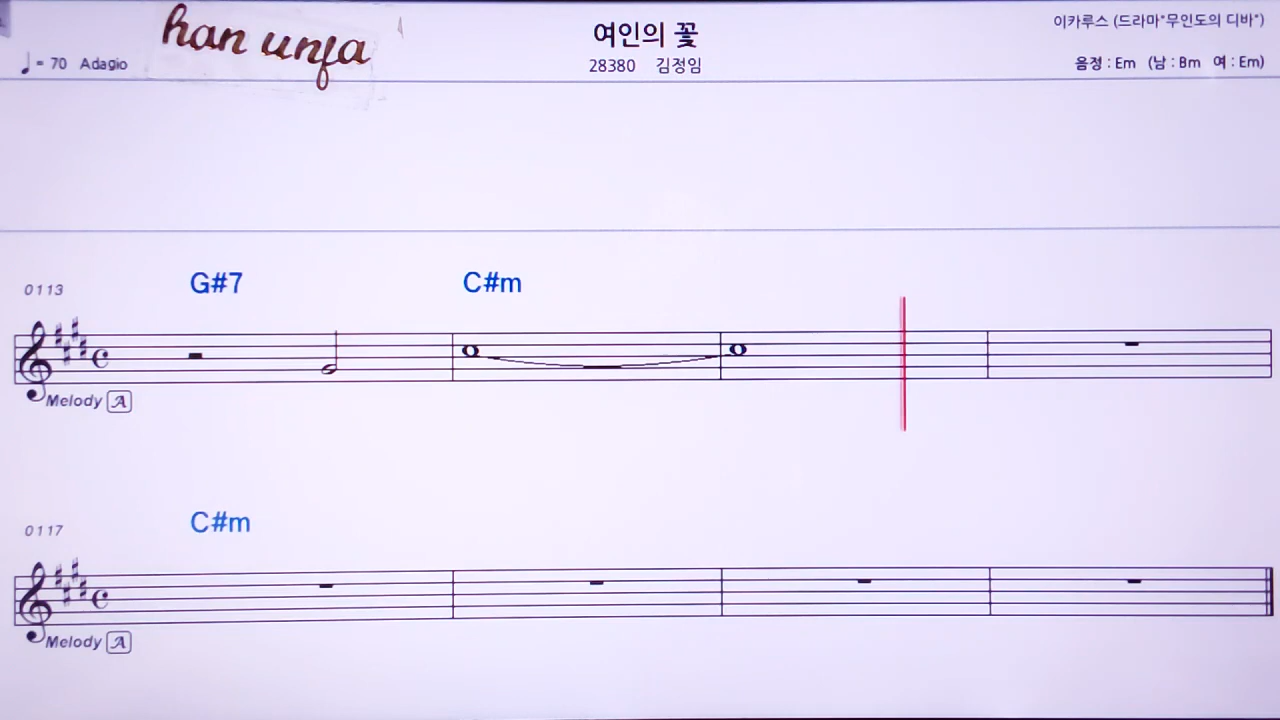 han unfa
여인의 꽃
이카루스 (드라마"무인도의 디바")
♩= 70 Adagio
28380 김정임
음정 : Em (남 : Bm 여 : Em)
0113
G#7 C#m
Melody A
0117
C#m
Melody A